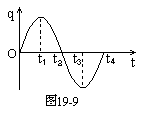 q
O t₁ t₂ t₃ t₄ t
图19-9